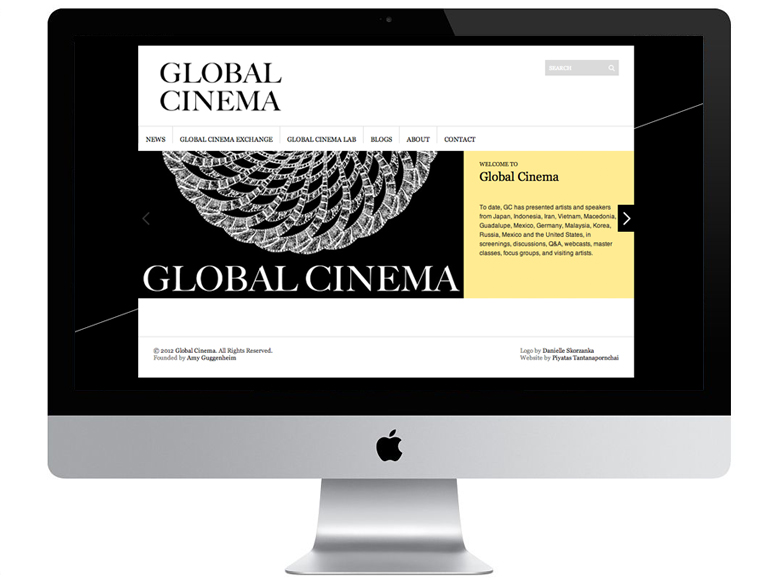 GLOBAL
CINEMA
SEARCH
NEWS GLOBAL CINEMA EXCHANGE GLOBAL CINEMA LAB BLOGS ABOUT CONTACT
GLOBAL CINEMA
WELCOME TO
Global Cinema
To date, GC has presented artists and speakers
from Japan, Indonesia, Iran, Vietnam, Macedonia,
Guadalupe, Mexico, Germany, Malaysia, Korea,
Russia, Mexico and the United States, in
screenings, discussions, Q&A, webcasts, master
classes, focus groups, and visiting artists.
© 2012 Global Cinema. All Rights Reserved.
Founded by Amy Guggenheim
Logo by Danielle Skorzanka
Website by Piyatas Tantanapornchai